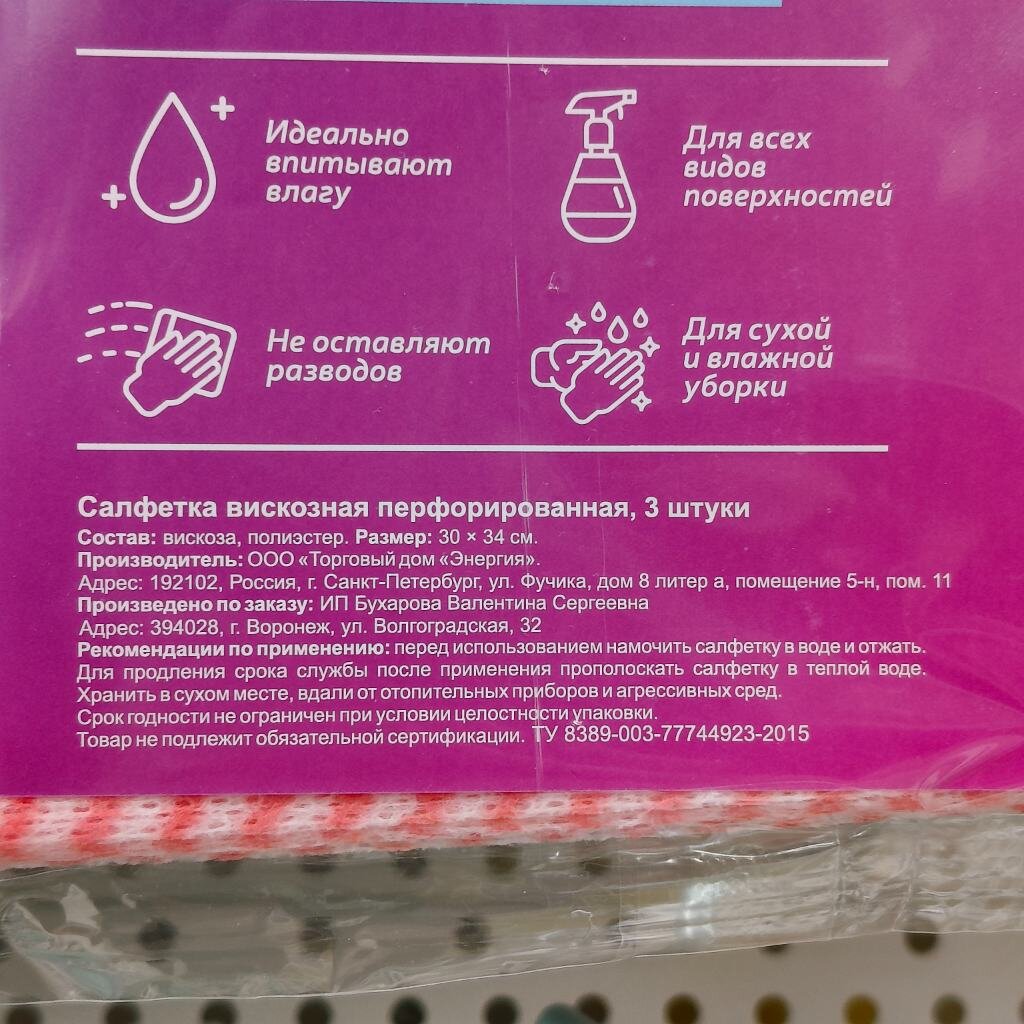 Идеально
впитывают
влагу
Для всех
видов
поверхностей
Не оставляют
разводов
Для сухой
и влажной
уборки
Салфетка вискозная перфорированная, 3 штуки
Состав: вискоза, полиэстер. Размер: 30 × 34 см.
Производитель: ООО «Торговый дом «Энергия».
Адрес: 192102, Россия, г. Санкт-Петербург, ул. Фучика, дом 8 литер а, помещение 5-н, пом. 11
Произведено по заказу: ИП Бухарова Валентина Сергеевна
Адрес: 394028, г. Воронеж, ул. Волгоградская, 32
Рекомендации по применению: перед использованием намочить салфетку в воде и отжать.
Для продления срока службы после применения прополоскать салфетку в теплой воде.
Хранить в сухом месте, вдали от отопительных приборов и агрессивных сред.
Срок годности не ограничен при условии целостности упаковки.
Товар не подлежит обязательной сертификации. ТУ 8389-003-77744923-2015